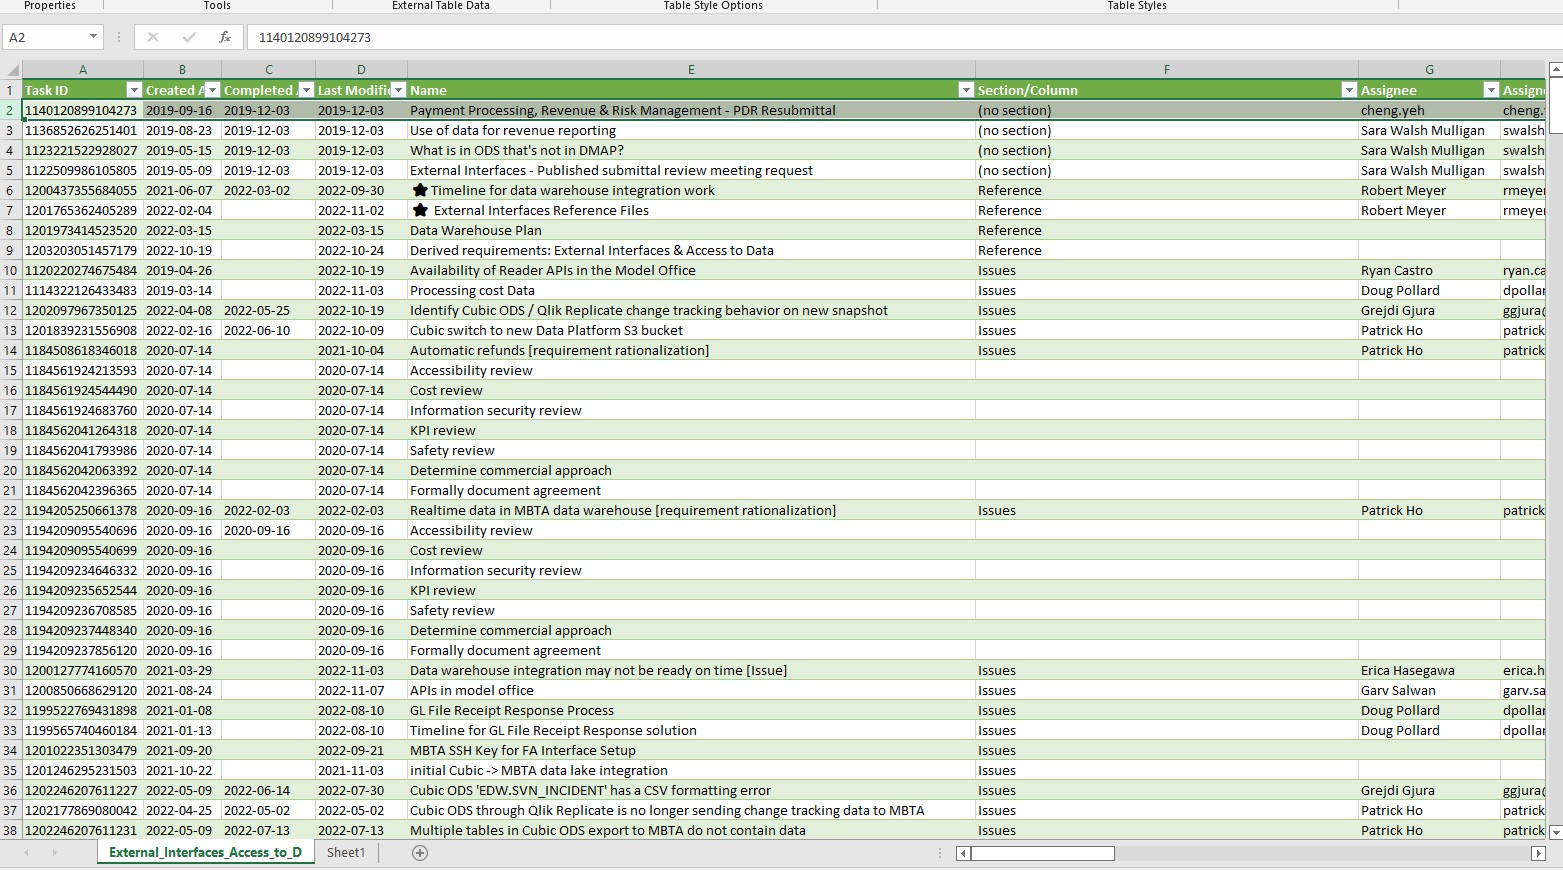 Properties Tools External Table Data Table Style Options Table Styles
A2 fx 1140120899104273
A B C D E F G
1 Task ID Created A Completed Last Modifi Name Section/Column Assignee Assign
2 1140120899104273 2019-09-16 2019-12-03 2019-12-03 Payment Processing, Revenue & Risk Management - PDR Resubmittal (no section) cheng.yeh cheng.
3 1136852626251401 2019-08-23 2019-12-03 2019-12-03 Use of data for revenue reporting (no section) Sara Walsh Mulligan swalsh
4 1123221522928027 2019-05-15 2019-12-03 2019-12-03 What is in ODS that's not in DMAP? (no section) Sara Walsh Mulligan swalsh
5 1122509986105805 2019-05-09 2019-12-03 2019-12-03 External Interfaces - Published submittal review meeting request (no section) Sara Walsh Mulligan swalsh
6 1200437355684055 2021-06-07 2022-03-02 2022-09-30 ★ Timeline for data warehouse integration work Reference Robert Meyer rmeyer
7 1201765362405289 2022-02-04 2022-11-02 ★ External Interfaces Reference Files Reference Robert Meyer rmeyer
8 1201973414523520 2022-03-15 2022-03-15 Data Warehouse Plan Reference
9 1203203051457179 2022-10-19 2022-10-24 Derived requirements: External Interfaces & Access to Data Reference
10 1120220274675484 2019-04-26 2022-10-19 Availability of Reader APIs in the Model Office Issues Ryan Castro ryan.ca
11 1114322126433483 2019-03-14 2022-11-03 Processing cost Data Issues Doug Pollard dpollar
12 1202097967350125 2022-04-08 2022-05-25 2022-10-19 Identify Cubic ODS / Qlik Replicate change tracking behavior on new snapshot Issues Grejdi Gjura ggjura
13 1201839231556908 2022-02-16 2022-06-10 2022-10-09 Cubic switch to new Data Platform S3 bucket Issues Patrick Ho patrick
14 1184508618346018 2020-07-14 2021-10-04 Automatic refunds [requirement rationalization] Issues Patrick Ho patrick
15 1184561924213593 2020-07-14 2020-07-14 Accessibility review
16 1184561924544490 2020-07-14 2020-07-14 Cost review
17 1184561924683760 2020-07-14 2020-07-14 Information security review
18 1184562041264318 2020-07-14 2020-07-14 KPI review
19 1184562041793986 2020-07-14 2020-07-14 Safety review
20 1184562042063392 2020-07-14 2020-07-14 Determine commercial approach
21 1184562042396365 2020-07-14 2020-07-14 Formally document agreement
22 1194205250661378 2020-09-16 2022-02-03 2022-02-03 Realtime data in MBTA data warehouse [requirement rationalization] Issues Patrick Ho patrick
23 1194209095540696 2020-09-16 2020-09-16 2020-09-16 Accessibility review
24 1194209095540699 2020-09-16 2020-09-16 Cost review
25 1194209234646332 2020-09-16 2020-09-16 Information security review
26 1194209235652544 2020-09-16 2020-09-16 KPI review
27 1194209236708585 2020-09-16 2020-09-16 Safety review
28 1194209237448340 2020-09-16 2020-09-16 Determine commercial approach
29 1194209237856120 2020-09-16 2020-09-16 Formally document agreement
30 1200127774160570 2021-03-29 2022-11-03 Data warehouse integration may not be ready on time [Issue] Issues Erica Hasegawa erica.h
31 1200850668629120 2021-08-24 2022-11-07 APIs in model office Issues Garv Salwan garv.sa
32 1199522769431898 2021-01-08 2022-08-10 GL File Receipt Response Process Issues Doug Pollard dpollar
33 1199565740460184 2021-01-13 2022-08-10 Timeline for GL File Receipt Response solution Issues Doug Pollard dpollar
34 1201022351303479 2021-09-20 2022-09-21 MBTA SSH Key for FA Interface Setup Issues
35 1201246295231503 2021-10-22 2021-11-03 initial Cubic -> MBTA data lake integration Issues
36 1202246207611227 2022-05-09 2022-06-14 2022-07-30 Cubic ODS 'EDW.SVN_INCIDENT' has a CSV formatting error Issues Grejdi Gjura ggjura
37 1202177869080042 2022-04-25 2022-05-02 2022-05-02 Cubic ODS through Qlik Replicate is no longer sending change tracking data to MBTA Issues Patrick Ho patrick
38 1202246207611231 2022-05-09 2022-07-13 2022-07-13 Multiple tables in Cubic ODS export to MBTA do not contain data Issues Patrick Ho patrick
External_Interfaces_Access_to_D Sheet1